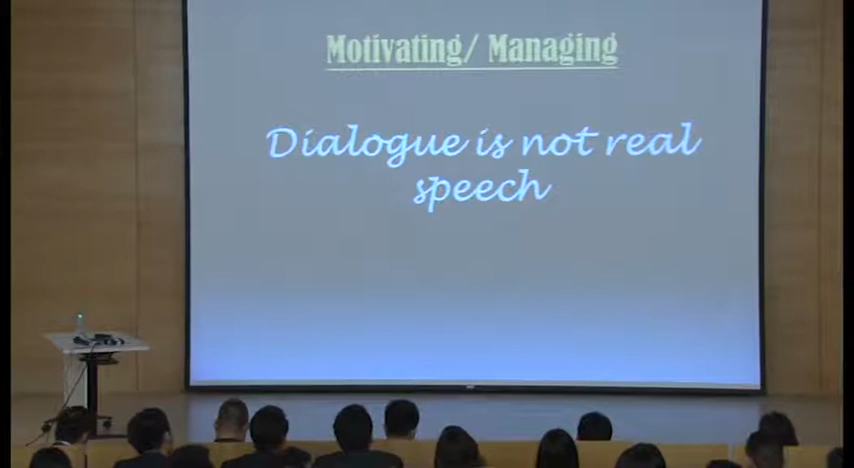 Motivating/ Managing
Dialogue is not real
speech